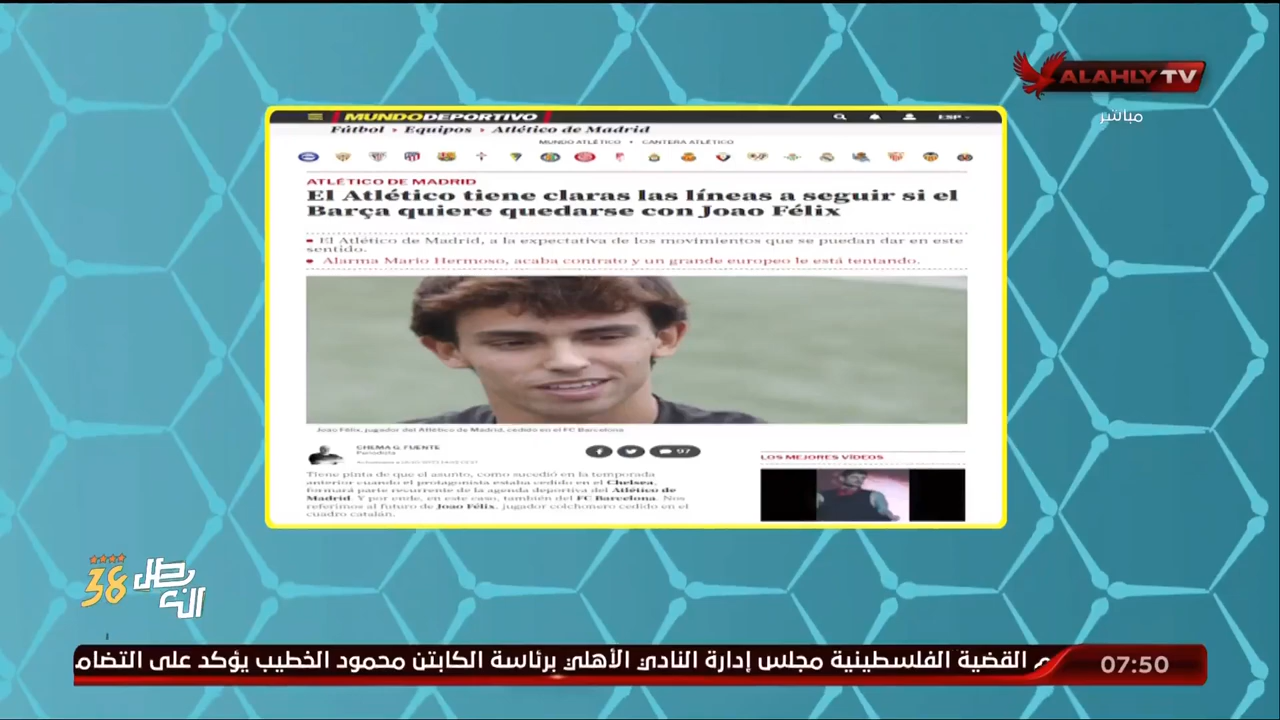 ALAHLY TV
مباشر
MUNDODEPORTIVO
ESP
Fútbol > Equipos > Atlético de Madrid
MUNDO ATLÉTICO • CANTERA ATLÉTICO
ATLÉTICO DE MADRID
El Atlético tiene claras las líneas a seguir si el
Barça quiere quedarse con Joao Félix
• El Atlético de Madrid, a la expectativa de los movimientos que se puedan dar en este
sentido.
• Alarma Mario Hermoso, acaba contrato y un grande europeo le está tentando.
Joao Félix, jugador del Atlético de Madrid, cedido en el FC Barcelona
CHEMA G. FUENTE
Periodista
97
Tiene pinta de que el asunto, como sucedió en la temporada
anterior cuando el protagonista estaba cedido en el Chelsea,
formará parte recurrente de la agenda deportiva del Atlético de
Madrid. Y por ende, en este caso, también del FC Barcelona. Nos
referimos al futuro de Joao Félix, jugador colchonero cedido en el
cuadro catalán.
LOS MEJORES VÍDEOS
38
البطل
م القضية الفلسطينية مجلس إدارة النادي الأهلي برئاسة الكابتن محمود الخطيب يؤكد على التضام
07:50